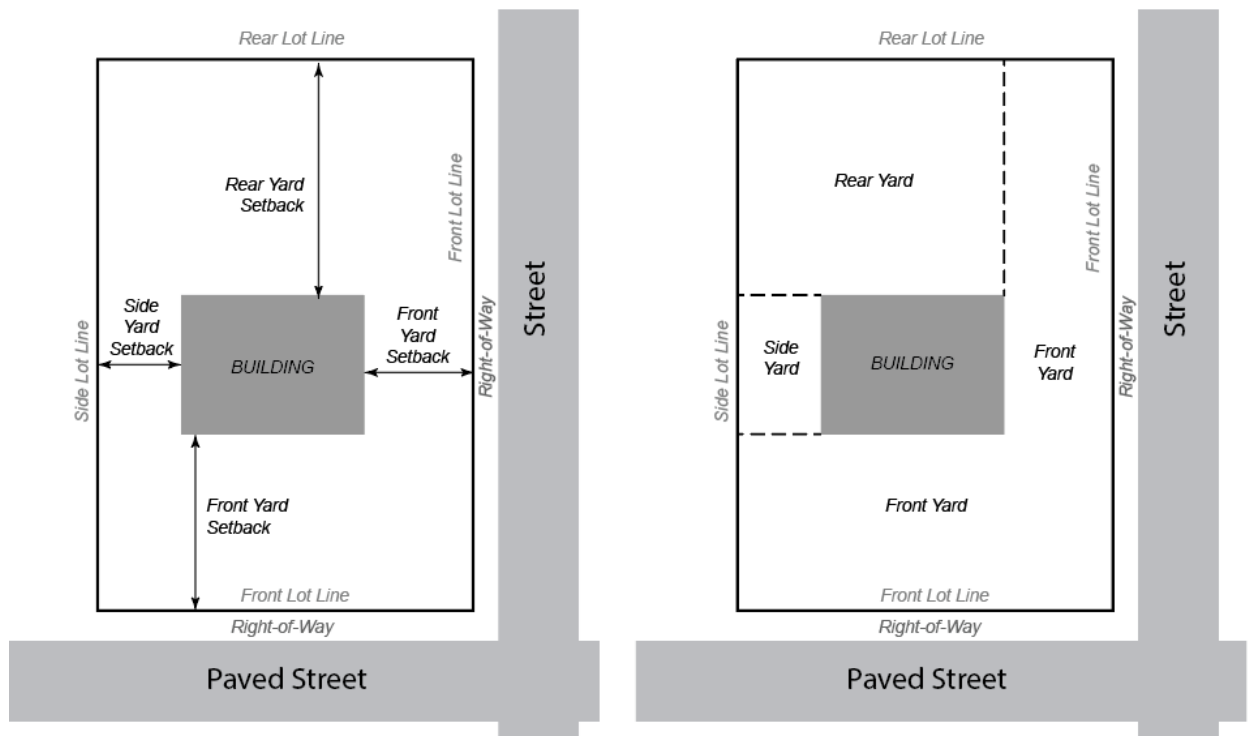 Rear Lot Line
Rear Yard
Setback
Front Lot Line
Side
Yard
Setback
Front
Yard
Setback
BUILDING
Side Lot Line
Right-of-Way
Street
Front Yard
Setback
Front Lot Line
Right-of-Way
Paved Street
Rear Lot Line
Rear Yard
Front Lot Line
Side
Yard
BUILDING
Front
Yard
Side Lot Line
Right-of-Way
Street
Front Yard
Front Lot Line
Right-of-Way
Paved Street